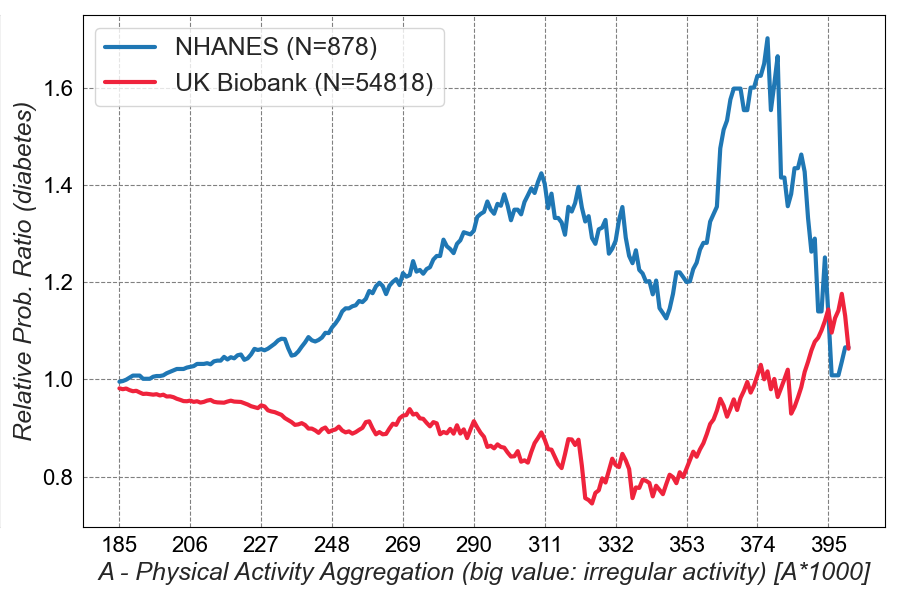 NHANES (N=878)
UK Biobank (N=54818)
Relative Prob. Ratio (diabetes)
1.6
1.4
1.2
1.0
0.8
185 206 227 248 269 290 311 332 353 374 395
A - Physical Activity Aggregation (big value: irregular activity) [A*1000]